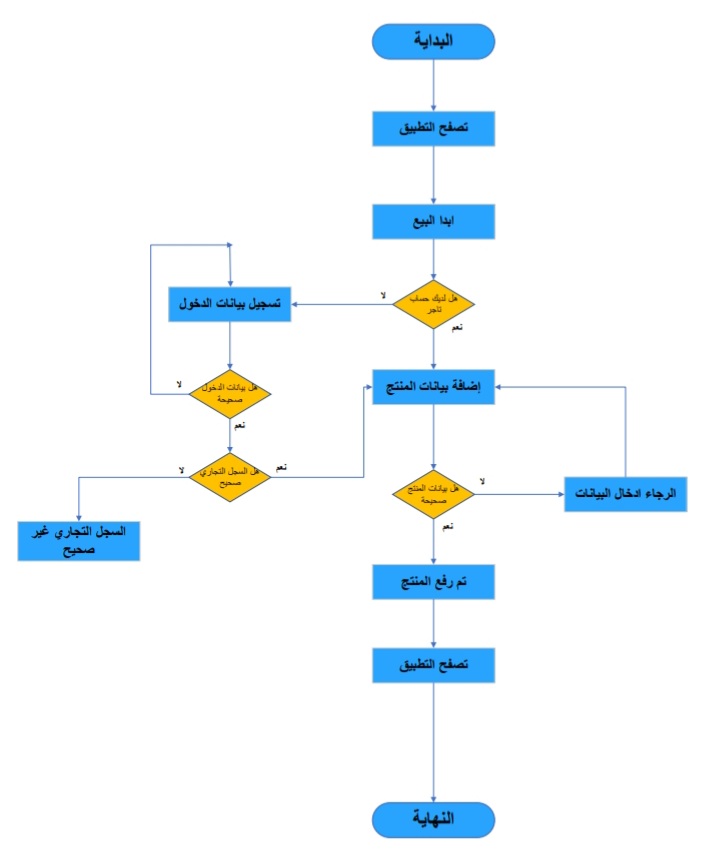 البداية
تصفح التطبيق
ابدا البيع
هل لديك حساب
تاجر
لا
نعم
تسجيل بيانات الدخول
هل بيانات الدخول
صحيحة
لا
نعم
هل السجل التجاري
صحيح
نعم
لا
السجل التجاري غير
صحيح
إضافة بيانات المنتج
هل بيانات المنتج
صحيحة
لا
نعم
الرجاء ادخال البيانات
تم رفع المنتج
تصفح التطبيق
النهاية